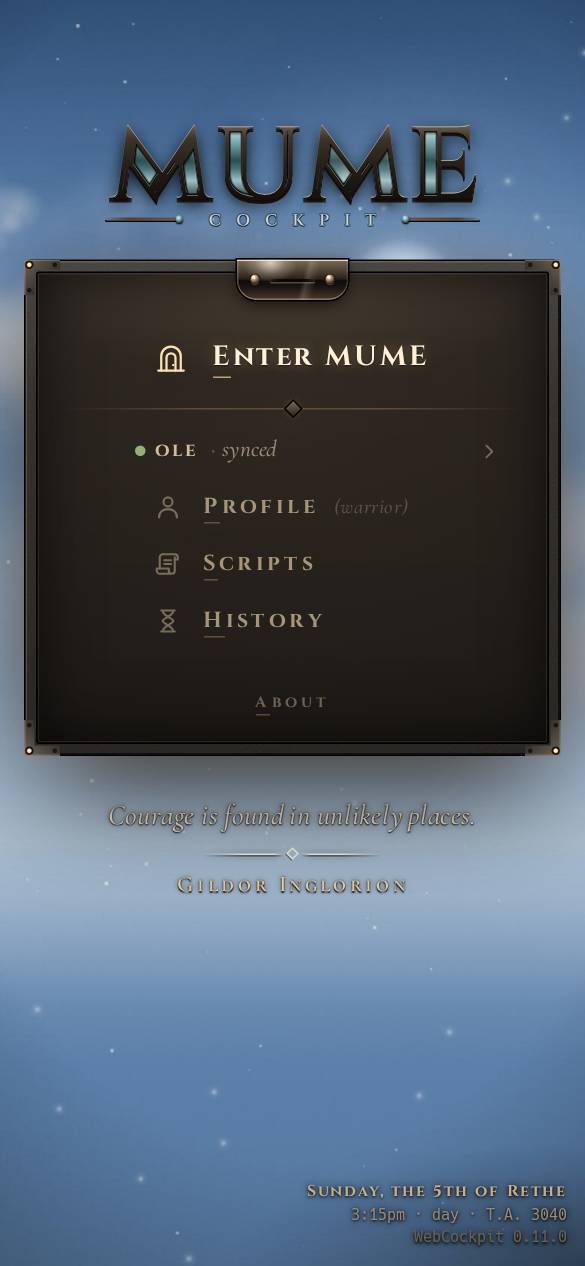 MUME
COCKPIT
Enter MUME
OLE · synced
Profile (warrior)
Scripts
History
About
Courage is found in unlikely places.
Gildor Inglorion
Sunday, the 5th of Rethe
3:15pm · day · T.A. 3040
WebCockpit 0.11.0